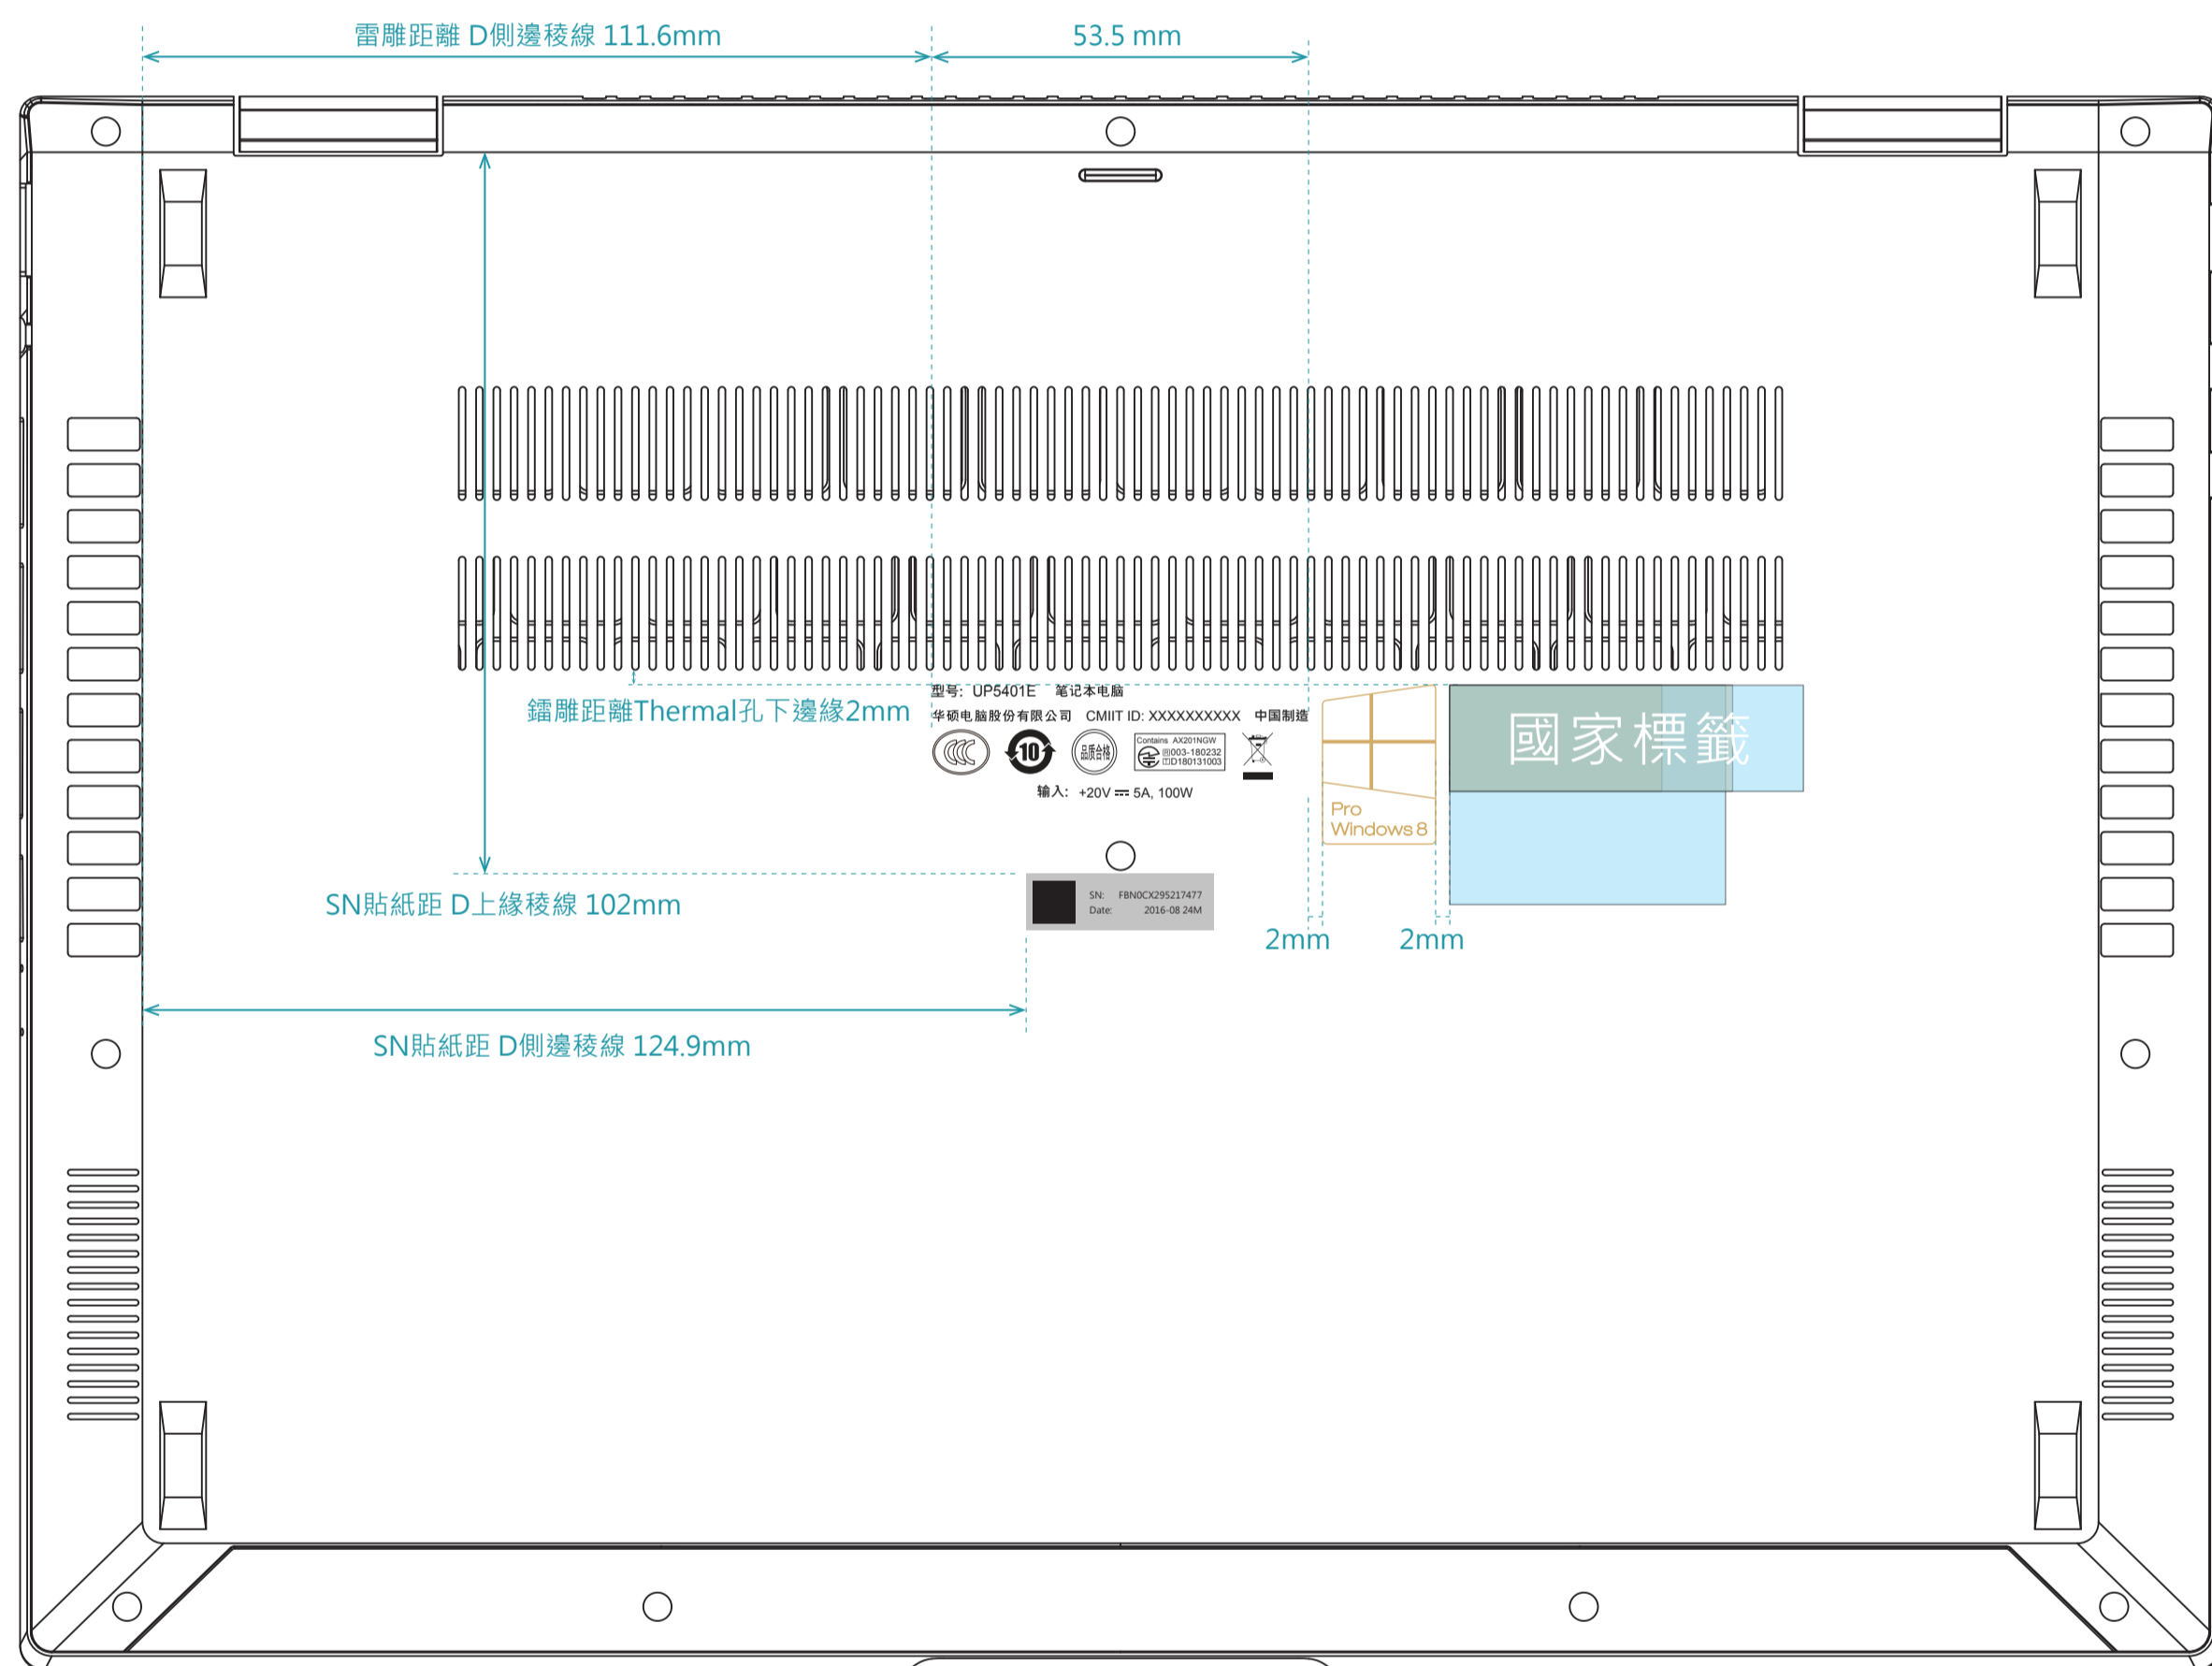 雷雕距離 D側邊稜線 111.6mm
53.5 mm
型号: UP5401E 笔记本电脑
鐳雕距離Thermal孔下邊緣2mm
华硕电脑股份有限公司 CMIIT ID: XXXXXXXXXX 中国制造
CCC
10
品质合格
Contains AX201NGW
R 003-180232
T D180131003
输入: +20V 5A, 100W
Pro
Windows 8
國家標籤
SN貼紙距 D上緣稜線 102mm
SN: FBN0CX295217477
Date: 2016-08 24M
2mm
2mm
SN貼紙距 D側邊稜線 124.9mm